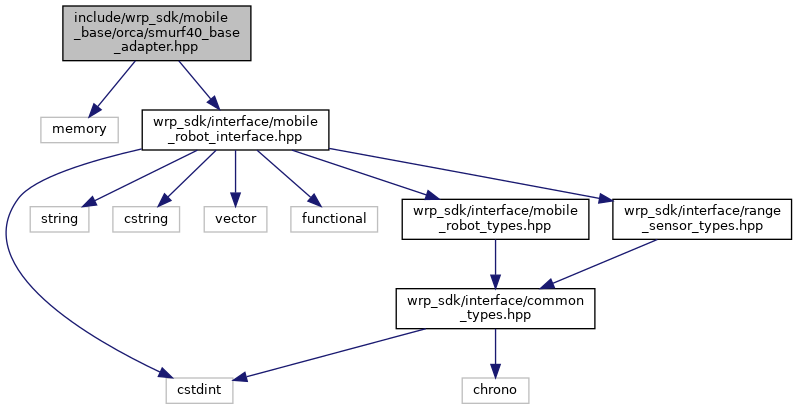 include/wrp_sdk/mobile
_base/orca/smurf40_base
_adapter.hpp
memory
wrp_sdk/interface/mobile
_robot_interface.hpp
string
cstring
vector
functional
wrp_sdk/interface/mobile
_robot_types.hpp
wrp_sdk/interface/range
_sensor_types.hpp
wrp_sdk/interface/common
_types.hpp
cstdint
chrono